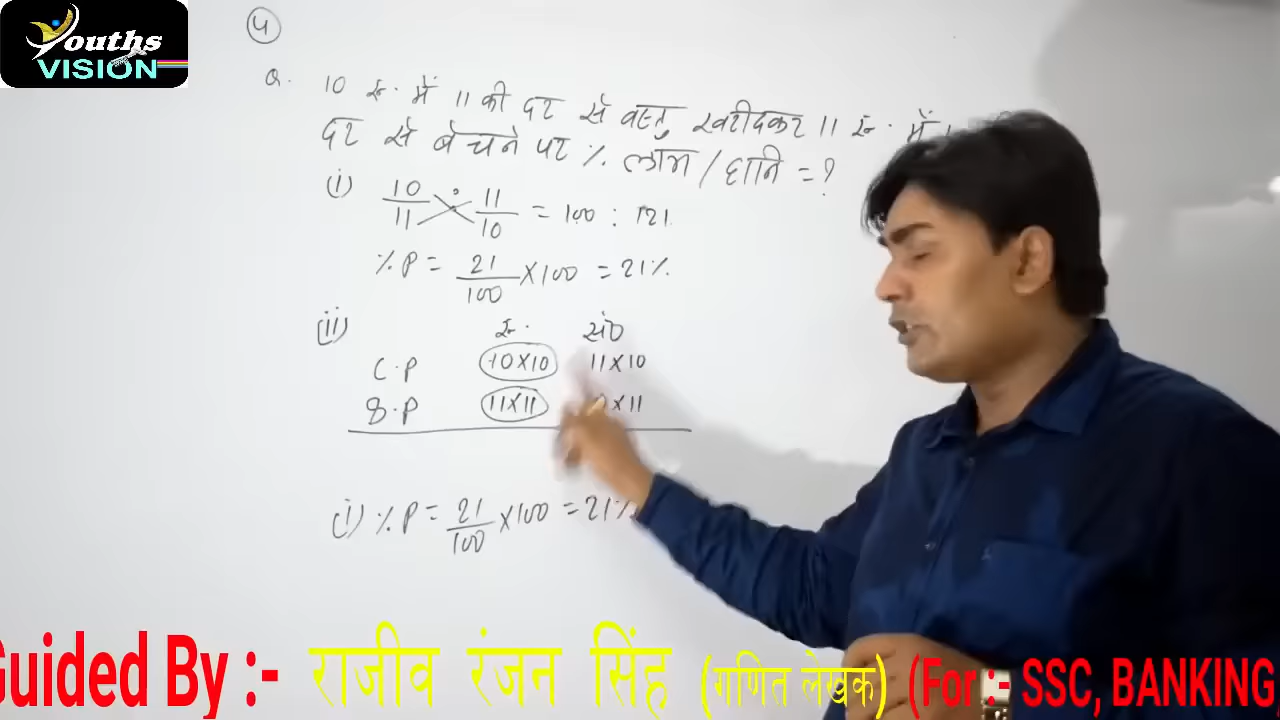 Youths
VISION
4
Q. 10 रु. में 11 की दर से वस्तु खरीदकर 11 रु. में
दर से बेचने पर % लाभ / हानि = ?
(i) 10/11 : 11/10 = 100 : 121
% P = 21/100 × 100 = 21%
(ii) रु. सं०
C.P 10×10 11×10
S.P 11×11 ×11
(i) % P = 21/100 × 100 = 21%
Guided By :- राजीव रंजन सिंह (गणित लेखक) (For :- SSC, BANKING,